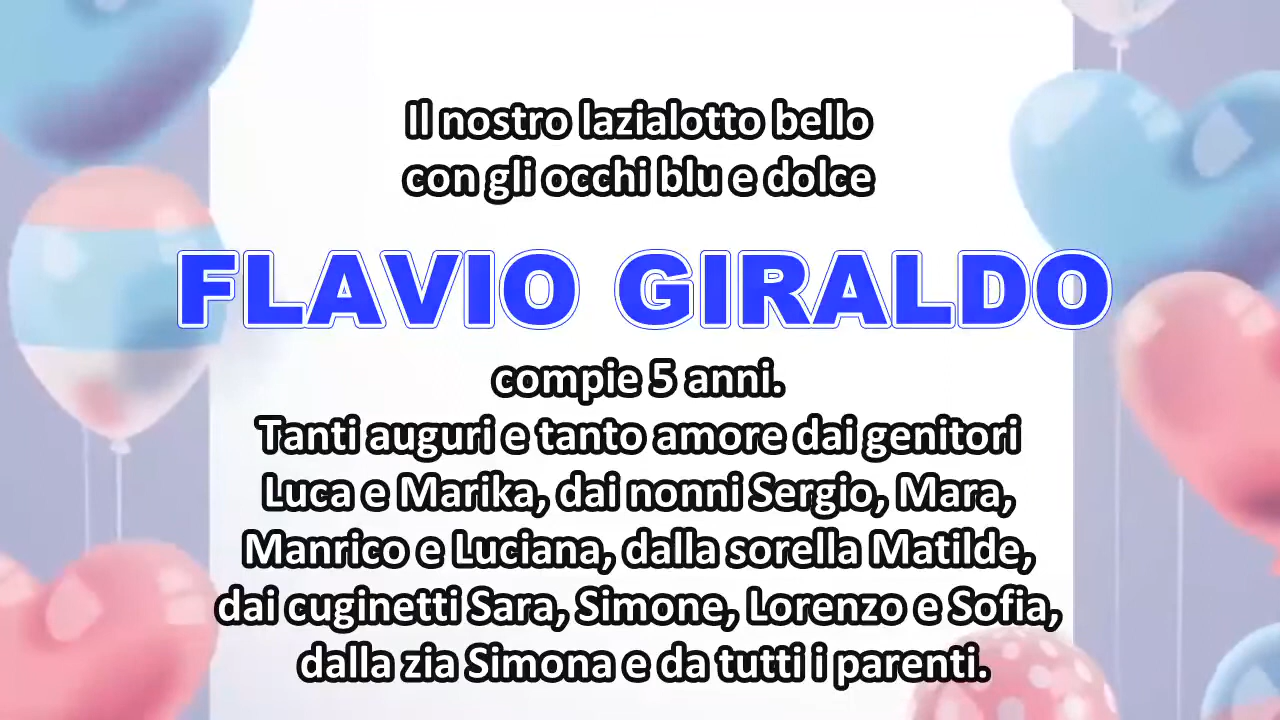 Il nostro lazialotto bello
con gli occhi blu e dolce
FLAVIO GIRALDO
compie 5 anni.
Tanti auguri e tanto amore dai genitori
Luca e Marika, dai nonni Sergio, Mara,
Manrico e Luciana, dalla sorella Matilde,
dai cuginetti Sara, Simone, Lorenzo e Sofia,
dalla zia Simona e da tutti i parenti.